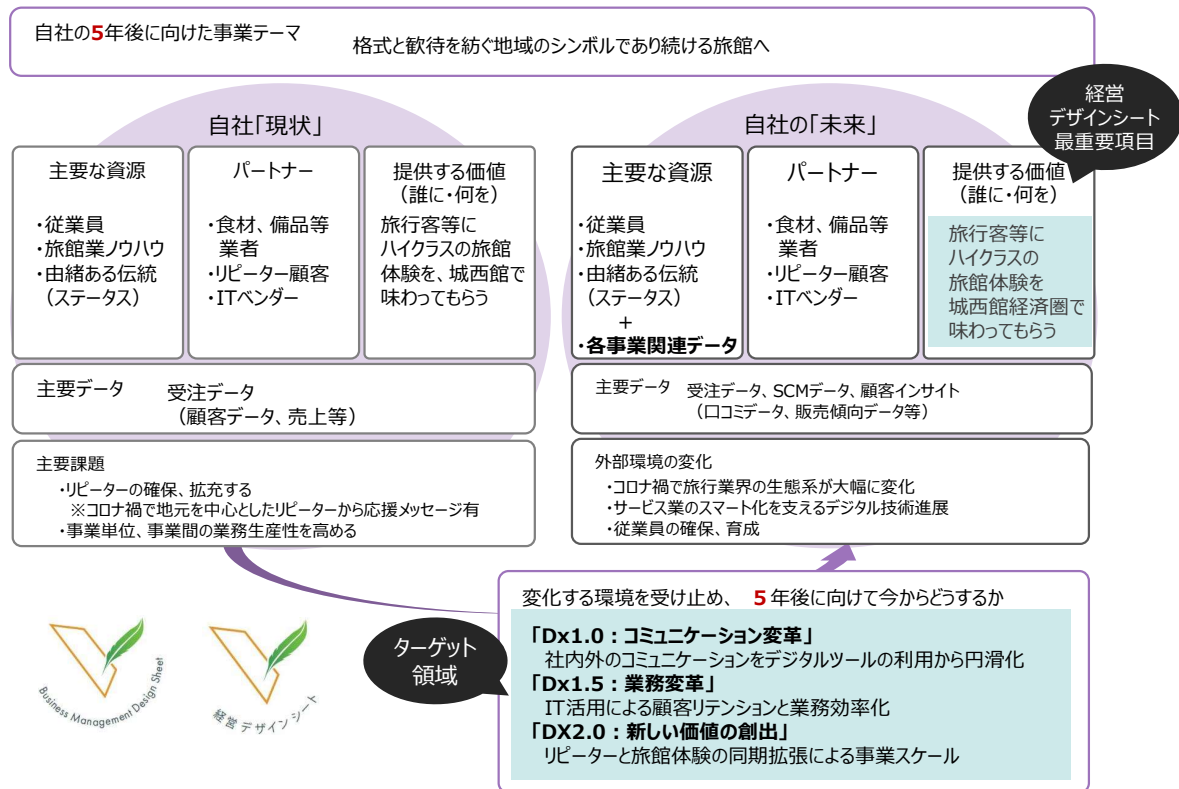 自社の5年後に向けた事業テーマ
格式と歓待を紡ぐ地域のシンボルであり続ける旅館へ
経営
デザインシート
最重要項目
自社「現状」
主要な資源
・従業員
・旅館業ノウハウ
・由緒ある伝統
（ステータス）
パートナー
・食材、備品等
業者
・リピーター顧客
・ITベンダー
提供する価値
（誰に・何を）
旅行客等に
ハイクラスの旅館
体験を、城西館で
味わってもらう
主要データ 受注データ
（顧客データ、売上等）
主要課題
・リピーターの確保、拡充する
※コロナ禍で地元を中心としたリピーターから応援メッセージ有
・事業単位、事業間の業務生産性を高める
自社の「未来」
主要な資源
・従業員
・旅館業ノウハウ
・由緒ある伝統
（ステータス）
+
・各事業関連データ
パートナー
・食材、備品等
業者
・リピーター顧客
・ITベンダー
提供する価値
（誰に・何を）
旅行客等に
ハイクラスの
旅館体験を
城西館経済圏で
味わってもらう
主要データ 受注データ、SCMデータ、顧客インサイト
（口コミデータ、販売傾向データ等）
外部環境の変化
・コロナ禍で旅行業界の生態系が大幅に変化
・サービス業のスマート化を支えるデジタル技術進展
・従業員の確保、育成
Business Management Design Sheet
経営デザインシート
ターゲット
領域
変化する環境を受け止め、 5年後に向けて今からどうするか
「Dx1.0：コミュニケーション変革」
社内外のコミュニケーションをデジタルツールの利用から円滑化
「Dx1.5：業務変革」
IT活用による顧客リテンションと業務効率化
「DX2.0：新しい価値の創出」
リピーターと旅館体験の同期拡張による事業スケール